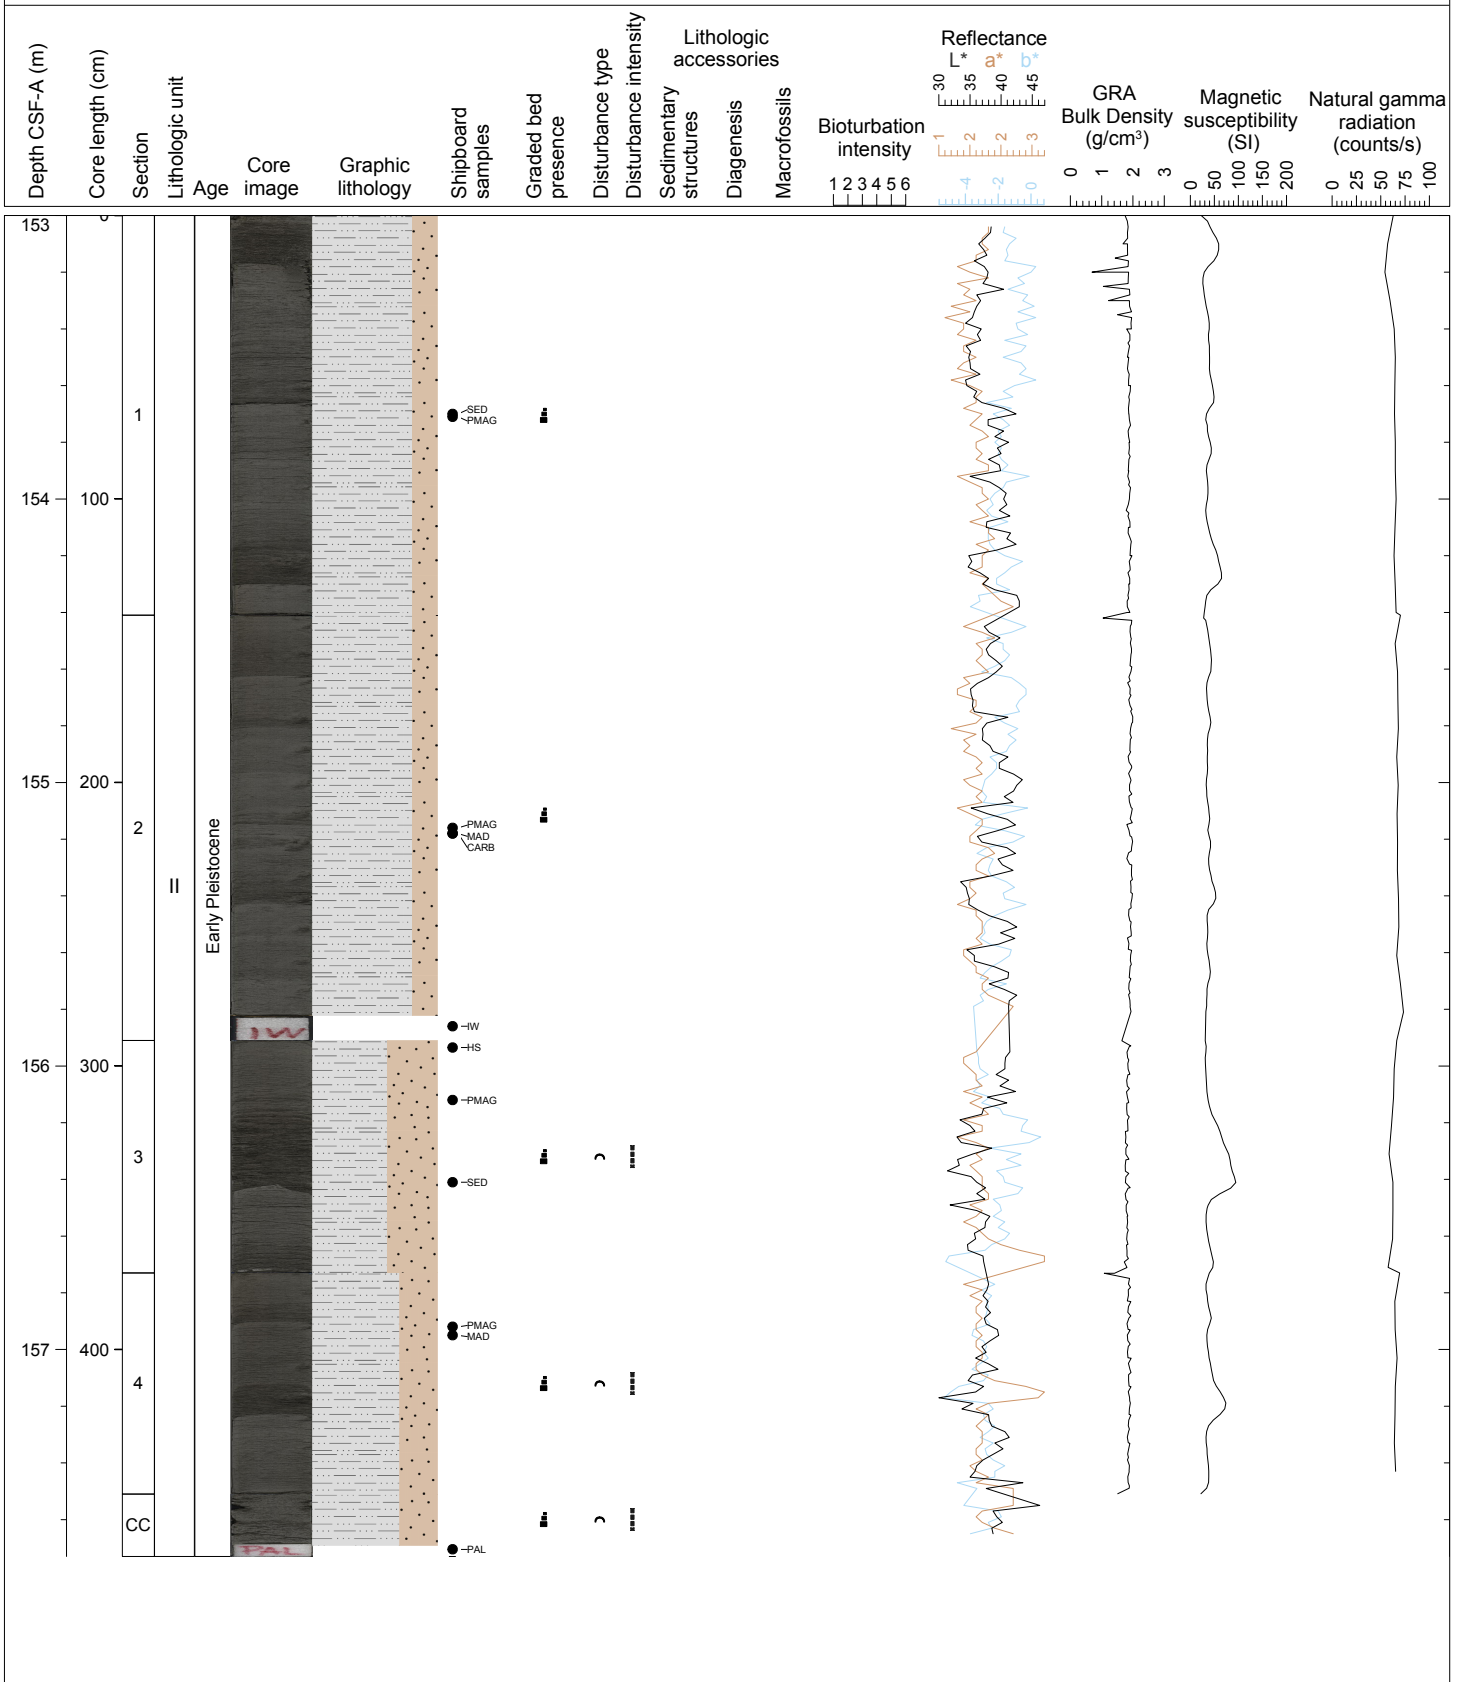 Depth CSF-A (m)
Core length (cm)
Section
Lithologic unit
Age
Core
image
Graphic
lithology
Shipboard
samples
Graded bed
presence
Disturbance type
Disturbance intensity
Lithologic
accessories
Sedimentary
structures
Diagenesis
Macrofossils
Bioturbation
intensity
1 2 3 4 5 6
Reflectance
L* a* b*
30 35 40 45
1 2 2 3
-4 -2 0
GRA
Bulk Density
(g/cm³)
0 1 2 3
Magnetic
susceptibility
(SI)
0 50 100 150 200
Natural gamma
radiation
(counts/s)
0 25 50 75 100
153
0
1
SED
PMAG
154 100
155 200
2
PMAG
MAD
CARB
II
Early Pleistocene
IW
IW
HS
156 300
PMAG
3
SED
PMAG
MAD
157 400
4
CC
PAL
PAL